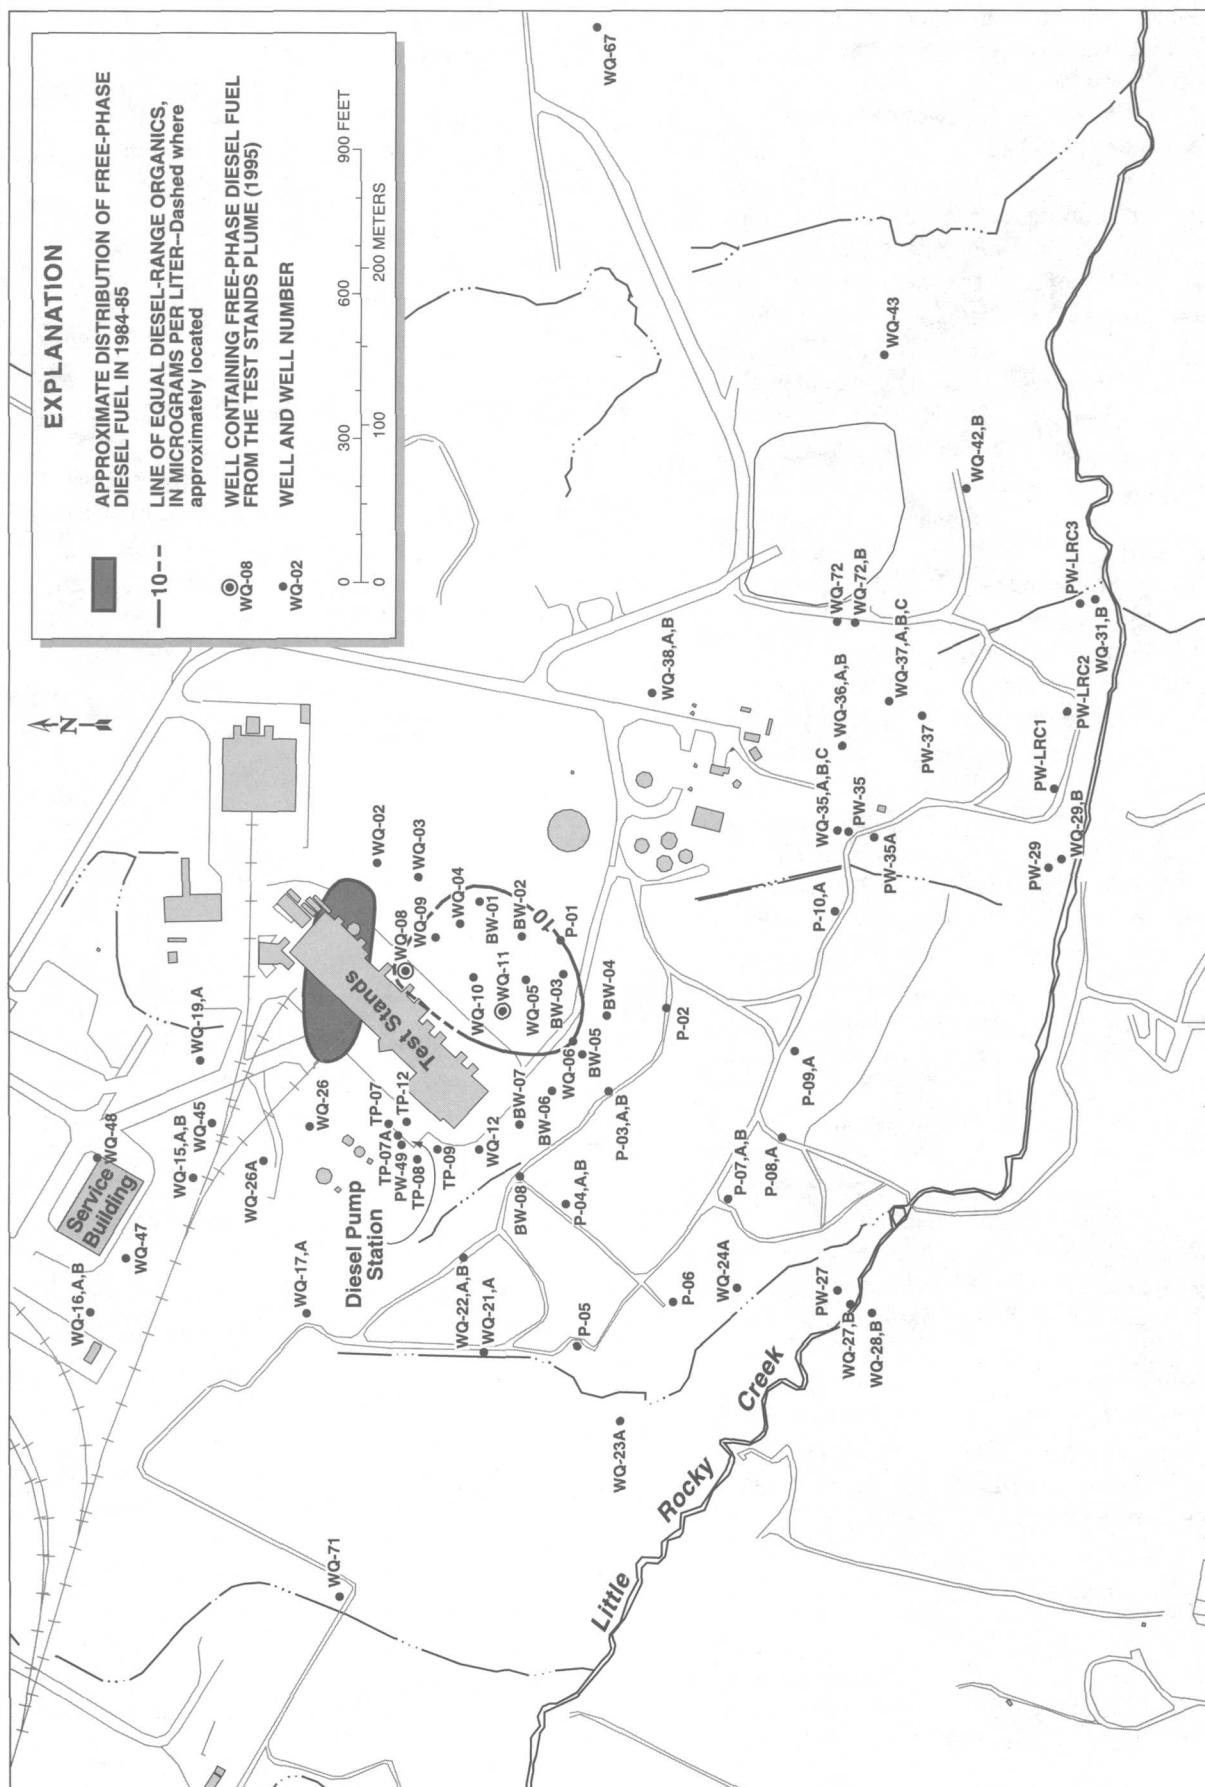 EXPLANATION
APPROXIMATE DISTRIBUTION OF FREE-PHASE
DIESEL FUEL IN 1984-85
10
LINE OF EQUAL DIESEL-RANGE ORGANICS,
IN MICROGRAMS PER LITER--Dashed where
approximately located
WQ-08
WELL CONTAINING FREE-PHASE DIESEL FUEL
FROM THE TEST STANDS PLUME (1995)
WQ-02
WELL AND WELL NUMBER
0 300 600 900 FEET
0 100 200 METERS
N
WQ-16,A,B
WQ-47
Service
Building
WQ-48
WQ-15,A,B
WQ-45
WQ-19,A
WQ-26A
WQ-26
WQ-17,A
WQ-71
Diesel Pump
Station
TP-07
TP-07A
TP-12
PW-49
TP-08
TP-09
WQ-12
Test Stands
WQ-02
WQ-03
WQ-08
WQ-09
WQ-04
WQ-10
BW-01
WQ-11
BW-02
WQ-05
10
BW-03
P-01
WQ-06
BW-04
BW-05
BW-06
BW-07
BW-08
WQ-22,A,B
WQ-21,A
P-05
P-04,A,B
P-03,A,B
P-02
P-06
WQ-24A
WQ-23A
P-07,A,B
P-08,A
P-09,A
P-10,A
PW-27
WQ-27,B
WQ-28,B
Little Rocky Creek
WQ-67
WQ-38,A,B
WQ-72
WQ-72,B
WQ-36,A,B
WQ-35,A,B,C
PW-35
PW-35A
WQ-37,A,B,C
PW-37
WQ-43
WQ-42,B
PW-29
WQ-29,B
PW-LRC1
PW-LRC2
PW-LRC3
WQ-31,B